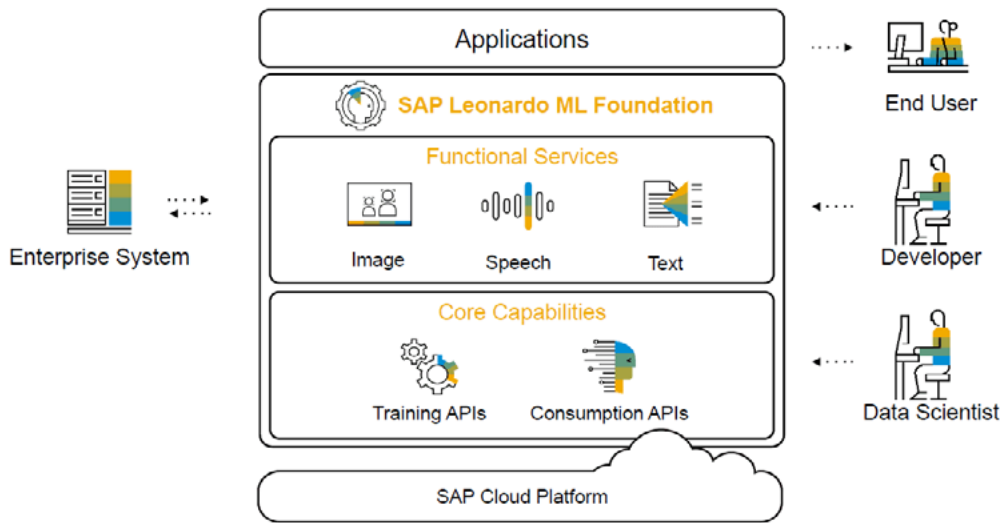 Applications
End User
SAP Leonardo ML Foundation
Functional Services
Image
Speech
Text
Enterprise System
Developer
Core Capabilities
Training APIs
Consumption APIs
Data Scientist
SAP Cloud Platform